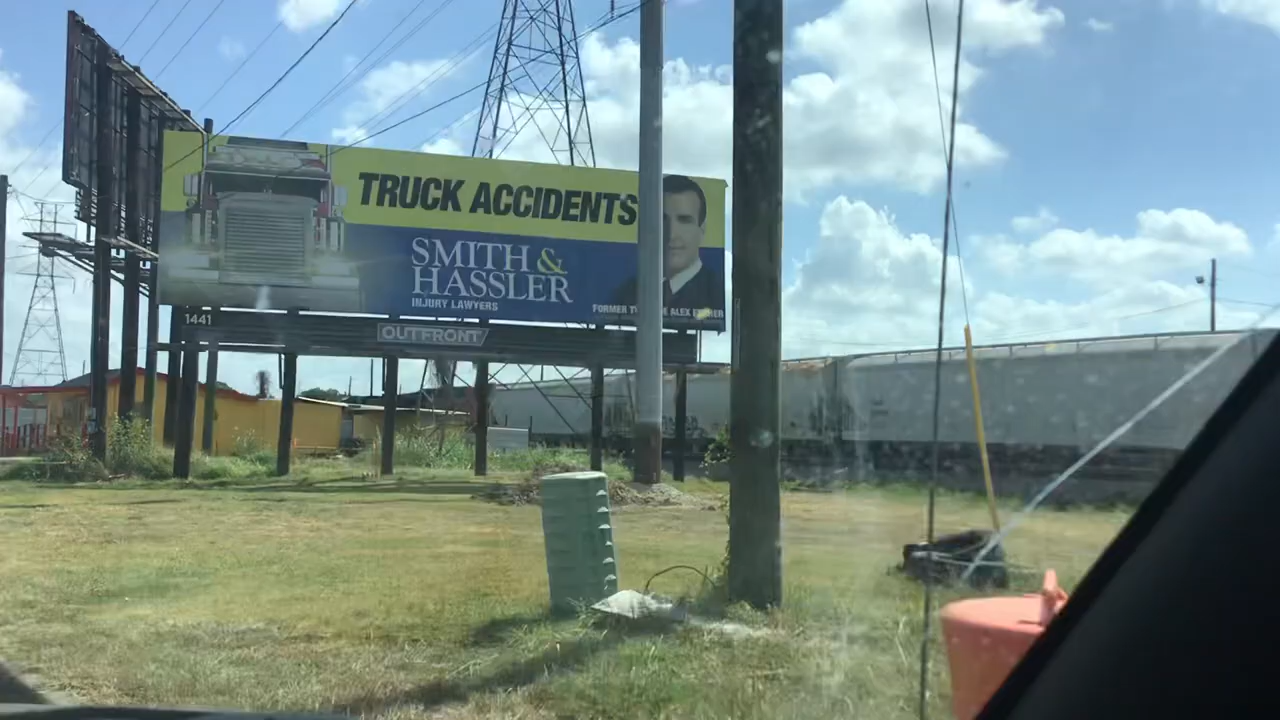 TRUCK ACCIDENTS
SMITH &
HASSLER
INJURY LAWYERS
FORMER ALEX
1441
OUTFRONT